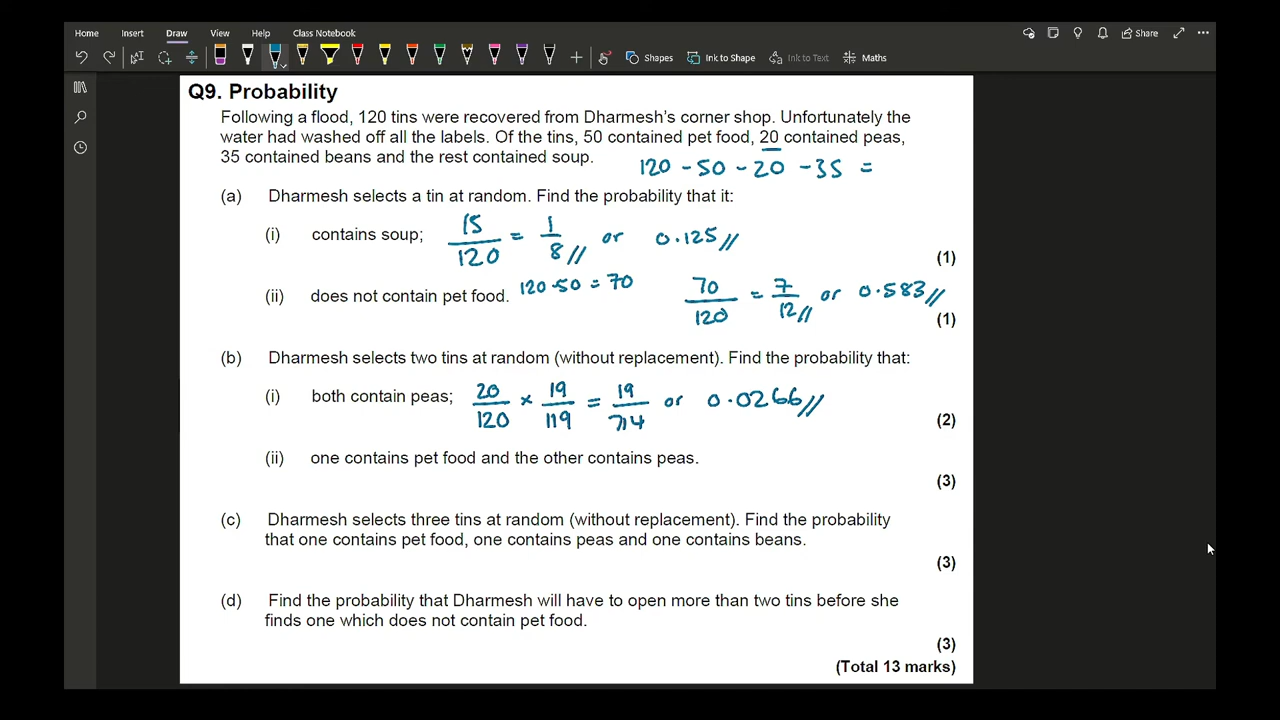 Home Insert Draw View Help Class Notebook
Share
Shapes Ink to Shape Ink to Text Maths
Q9. Probability
Following a flood, 120 tins were recovered from Dharmesh's corner shop. Unfortunately the
water had washed off all the labels. Of the tins, 50 contained pet food, 20 contained peas,
35 contained beans and the rest contained soup.
120 - 50 - 20 - 35 =
(a) Dharmesh selects a tin at random. Find the probability that it:
(i) contains soup; 15/120 = 1/8 or 0.125//
(1)
(ii) does not contain pet food. 120-50 = 70 70/120 = 7/12 or 0.583//
(1)
(b) Dharmesh selects two tins at random (without replacement). Find the probability that:
(i) both contain peas; 20/120 × 19/119 = 19/714 or 0.0266//
(2)
(ii) one contains pet food and the other contains peas.
(3)
(c) Dharmesh selects three tins at random (without replacement). Find the probability
that one contains pet food, one contains peas and one contains beans.
(3)
(d) Find the probability that Dharmesh will have to open more than two tins before she
finds one which does not contain pet food.
(3)
(Total 13 marks)